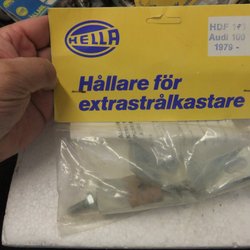 HELLA
HDF
Audi 100
1979 -
Hållare för
extrastrålkastare